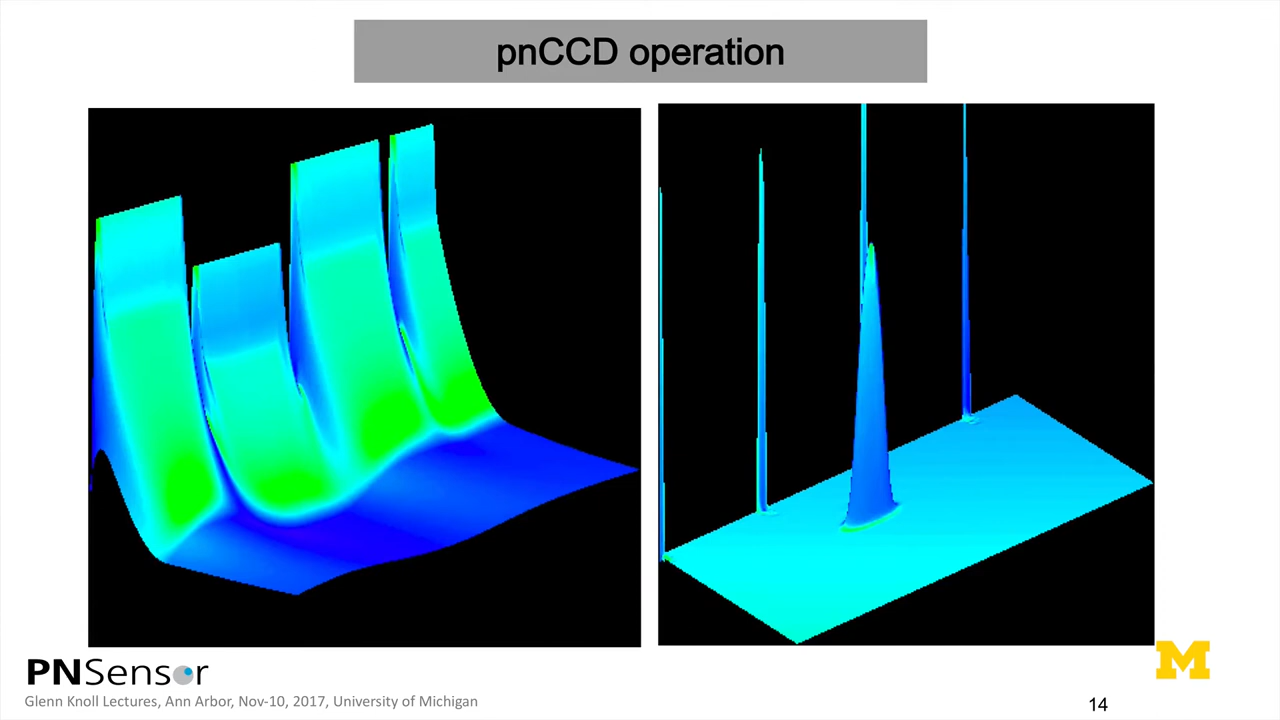 pnCCD operation
PNSensor
Glenn Knoll Lectures, Ann Arbor, Nov-10, 2017, University of Michigan
M
14